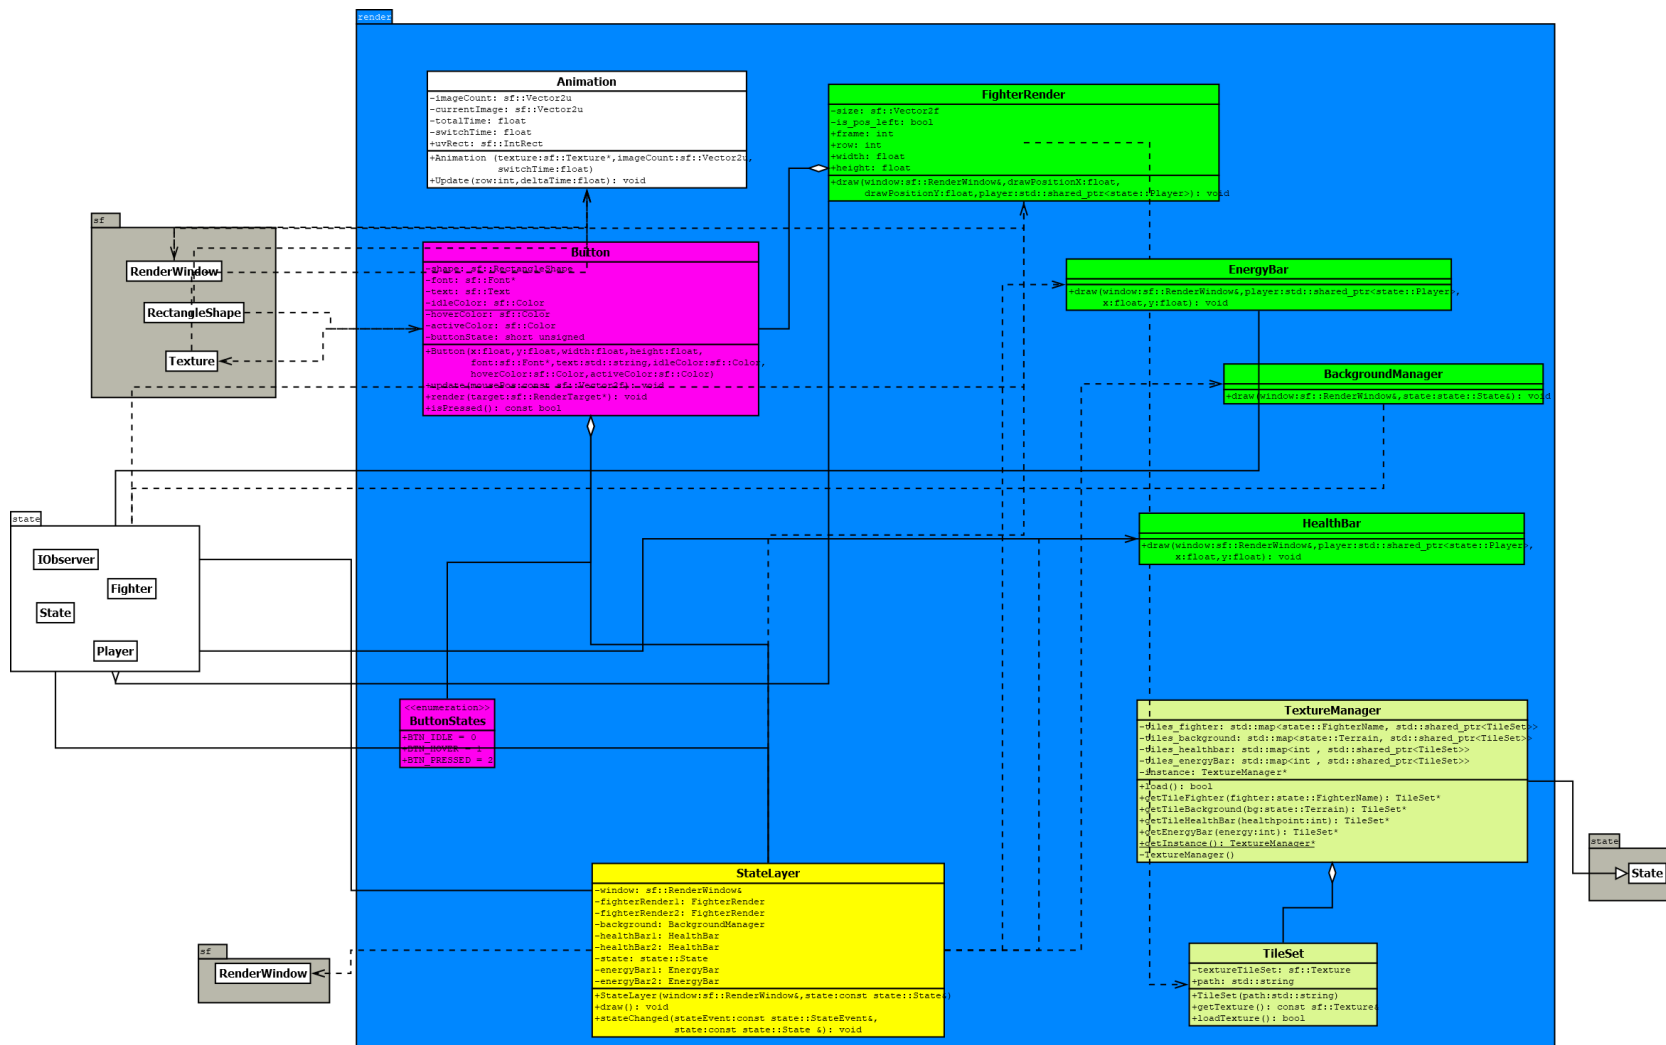 render
Animation
-imageCount: sf::Vector2u
-currentImage: sf::Vector2u
-totalTime: float
-switchTime: float
+uvRect: sf::IntRect
+Animation (texture:sf::Texture*,imageCount:sf::Vector2u,
switchTime:float)
+Update(row:int,deltaTime:float): void
FighterRender
-size: sf::Vector2f
-is_pos_left: bool
+frame: int
+row: int
+width: float
+height: float
+draw(window:sf::RenderWindow&,drawPositionX:float,
drawPositionY:float,player:std::shared_ptr<state::Player>): void
sf
RenderWindow
RectangleShape
Texture
Button
-shape: sf::RectangleShape
-font: sf::Font*
-text: sf::Text
-idleColor: sf::Color
-hoverColor: sf::Color
-activeColor: sf::Color
-buttonState: short unsigned
+Button(x:float,y:float,width:float,height:float,
font:sf::Font*,text:std::string,idleColor:sf::Color,
hoverColor:sf::Color,activeColor:sf::Color)
+update(mousePos:const sf::Vector2f): void
+render(target:sf::RenderTarget*): void
+isPressed(): const bool
EnergyBar
+draw(window:sf::RenderWindow&,player:std::shared_ptr<state::Player>,
x:float,y:float): void
BackgroundManager
+draw(window:sf::RenderWindow&,state:state::State&): void
state
IObserver
Fighter
State
Player
HealthBar
+draw(window:sf::RenderWindow&,player:std::shared_ptr<state::Player>,
x:float,y:float): void
<<enumeration>>
ButtonStates
+BTN_IDLE = 0
+BTN_HOVER = 1
+BTN_PRESSED = 2
TextureManager
-tiles_fighter: std::map<state::FighterName, std::shared_ptr<TileSet>>
-tiles_background: std::map<state::Terrain, std::shared_ptr<TileSet>>
-tiles_healthbar: std::map<int , std::shared_ptr<TileSet>>
-tiles_energyBar: std::map<int , std::shared_ptr<TileSet>>
-instance: TextureManager*
+load(): bool
+getTileFighter(fighter:state::FighterName): TileSet*
+getTileBackground(bg:state::Terrain): TileSet*
+getTileHealthBar(healthpoint:int): TileSet*
+getEnergyBar(energy:int): TileSet*
+getInstance(): TextureManager*
-TextureManager()
state
State
StateLayer
-window: sf::RenderWindow&
-fighterRender1: FighterRender
-fighterRender2: FighterRender
-background: BackgroundManager
-healthBar1: HealthBar
-healthBar2: HealthBar
-state: state::State
-energyBar1: EnergyBar
-energyBar2: EnergyBar
+StateLayer(window:sf::RenderWindow&,state:const state::State&)
+draw(): void
+stateChanged(stateEvent:const state::StateEvent&,
state:const state::State &): void
sf
RenderWindow
TileSet
-textureTileSet: sf::Texture
+path: std::string
+TileSet(path:std::string)
+getTexture(): const sf::Texture&
+loadTexture(): bool